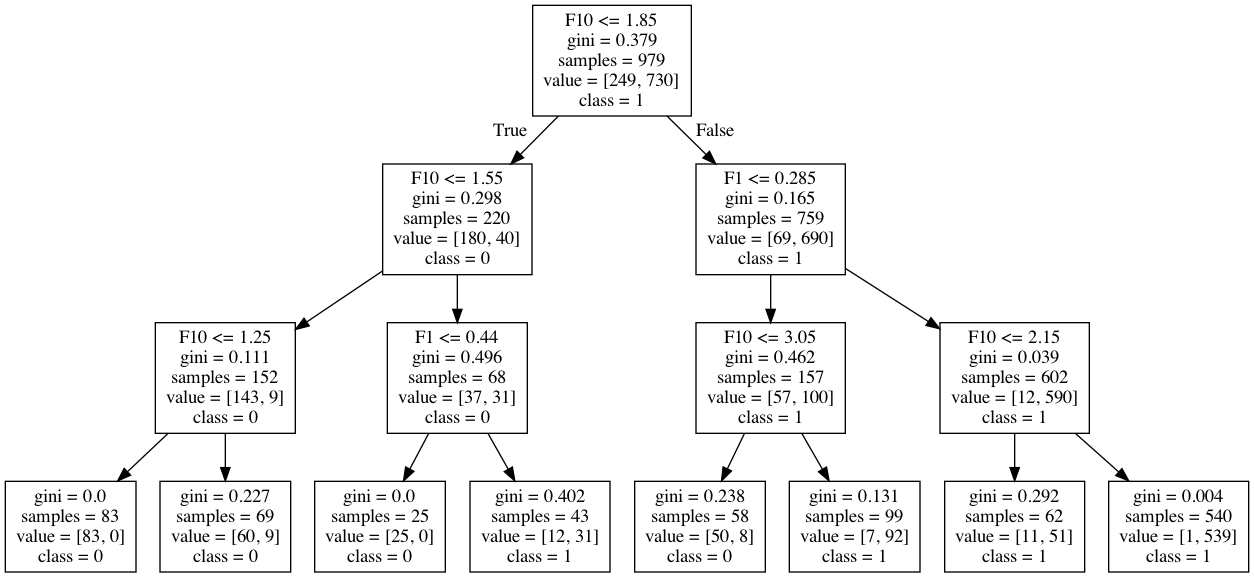 F10 <= 1.85
gini = 0.379
samples = 979
value = [249, 730]
class = 1
True
False
F10 <= 1.55
gini = 0.298
samples = 220
value = [180, 40]
class = 0
F1 <= 0.285
gini = 0.165
samples = 759
value = [69, 690]
class = 1
F10 <= 1.25
gini = 0.111
samples = 152
value = [143, 9]
class = 0
F1 <= 0.44
gini = 0.496
samples = 68
value = [37, 31]
class = 0
F10 <= 3.05
gini = 0.462
samples = 157
value = [57, 100]
class = 1
F10 <= 2.15
gini = 0.039
samples = 602
value = [12, 590]
class = 1
gini = 0.0
samples = 83
value = [83, 0]
class = 0
gini = 0.227
samples = 69
value = [60, 9]
class = 0
gini = 0.0
samples = 25
value = [25, 0]
class = 0
gini = 0.402
samples = 43
value = [12, 31]
class = 1
gini = 0.238
samples = 58
value = [50, 8]
class = 0
gini = 0.131
samples = 99
value = [7, 92]
class = 1
gini = 0.292
samples = 62
value = [11, 51]
class = 1
gini = 0.004
samples = 540
value = [1, 539]
class = 1